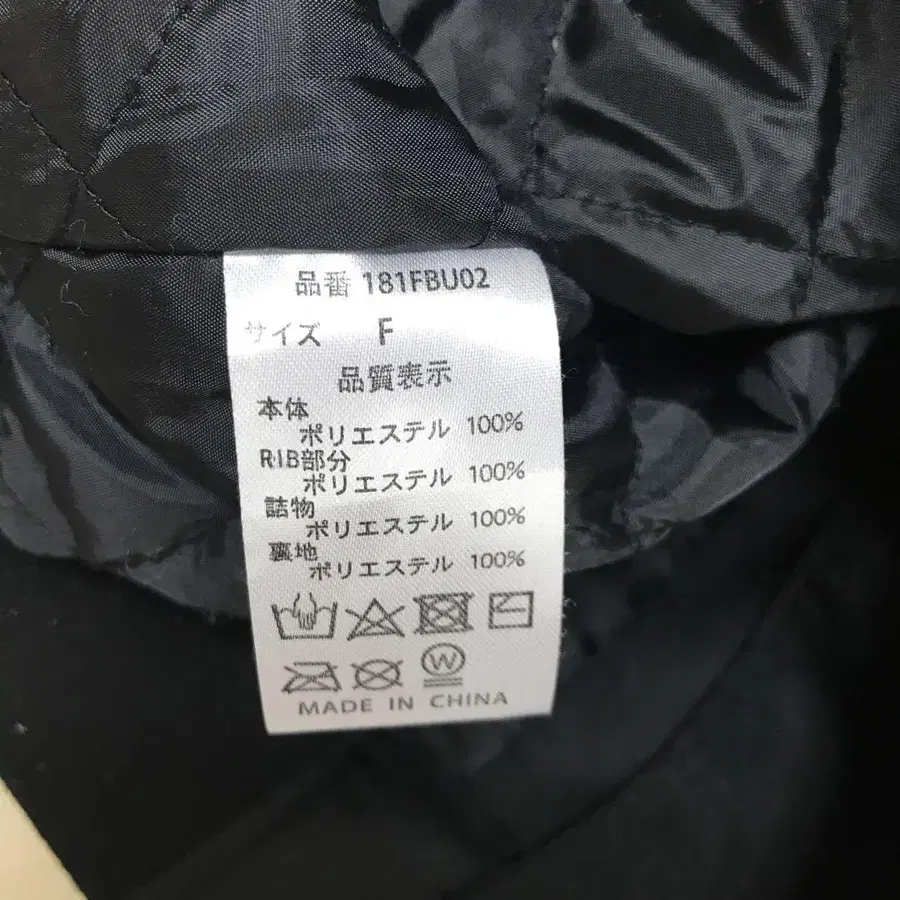 品番 181FBU02
サイズ F
品質表示
本体
ポリエステル 100%
RIB部分
ポリエステル 100%
詰物
ポリエステル 100%
裏地
ポリエステル 100%
W
MADE IN CHINA